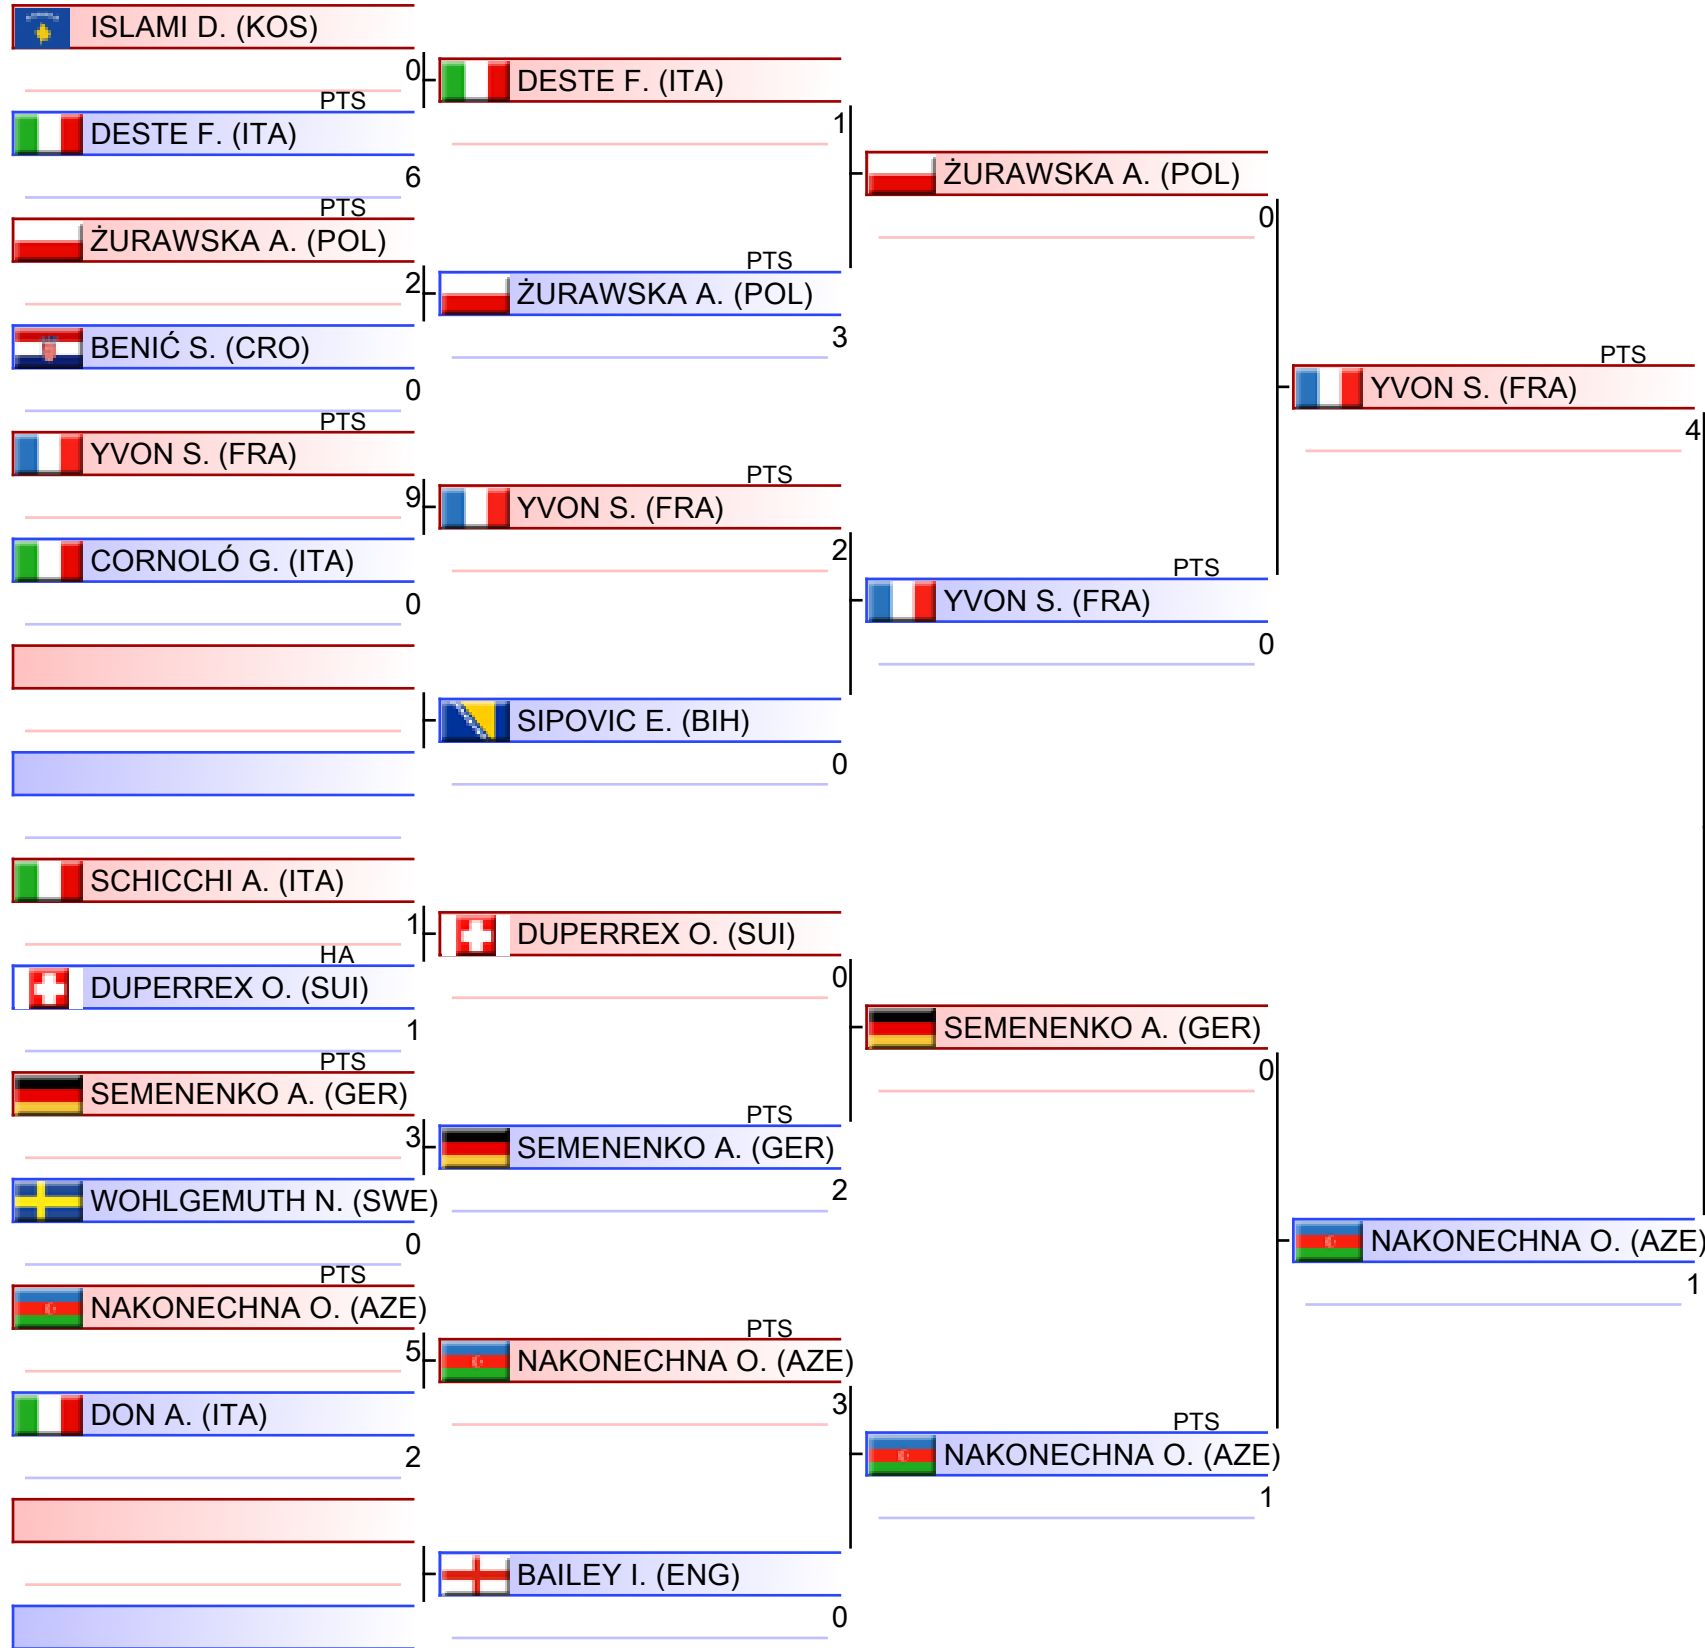 ISLAMI D. (KOS)
0
PTS
DESTE F. (ITA)
6
PTS
ŻURAWSKA A. (POL)
2
BENIĆ S. (CRO)
0
PTS
YVON S. (FRA)
9
CORNOLÓ G. (ITA)
0
SCHICCHI A. (ITA)
1
HA
DUPERREX O. (SUI)
1
PTS
SEMENENKO A. (GER)
3
WOHLGEMUTH N. (SWE)
0
PTS
NAKONECHNA O. (AZE)
5
DON A. (ITA)
2
DESTE F. (ITA)
1
PTS
ŻURAWSKA A. (POL)
3
PTS
YVON S. (FRA)
2
SIPOVIC E. (BIH)
0
DUPERREX O. (SUI)
0
PTS
SEMENENKO A. (GER)
2
PTS
NAKONECHNA O. (AZE)
3
BAILEY I. (ENG)
0
ŻURAWSKA A. (POL)
0
PTS
YVON S. (FRA)
0
SEMENENKO A. (GER)
0
PTS
NAKONECHNA O. (AZE)
1
PTS
YVON S. (FRA)
4
NAKONECHNA O. (AZE)
1